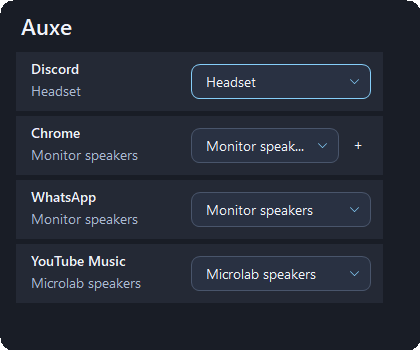 Auxe
Discord
Headset
Headset
Chrome
Monitor speakers
Monitor speak...
+
WhatsApp
Monitor speakers
Monitor speakers
YouTube Music
Microlab speakers
Microlab speakers